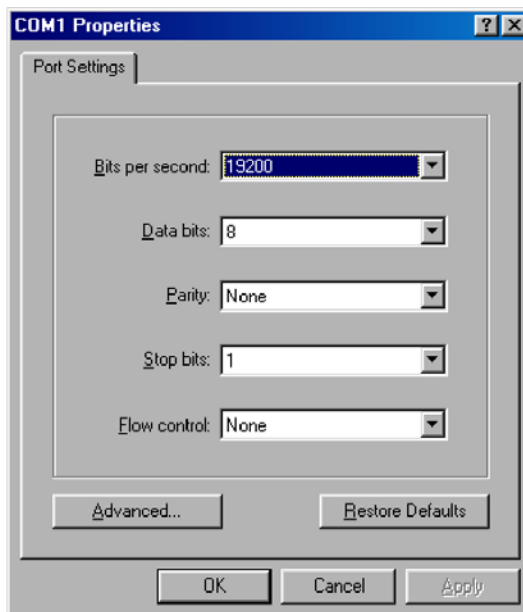 COM1 Properties
Port Settings
Bits per second: 19200
Data bits: 8
Parity: None
Stop bits: 1
Flow control: None
Advanced... Restore Defaults
OK Cancel Apply